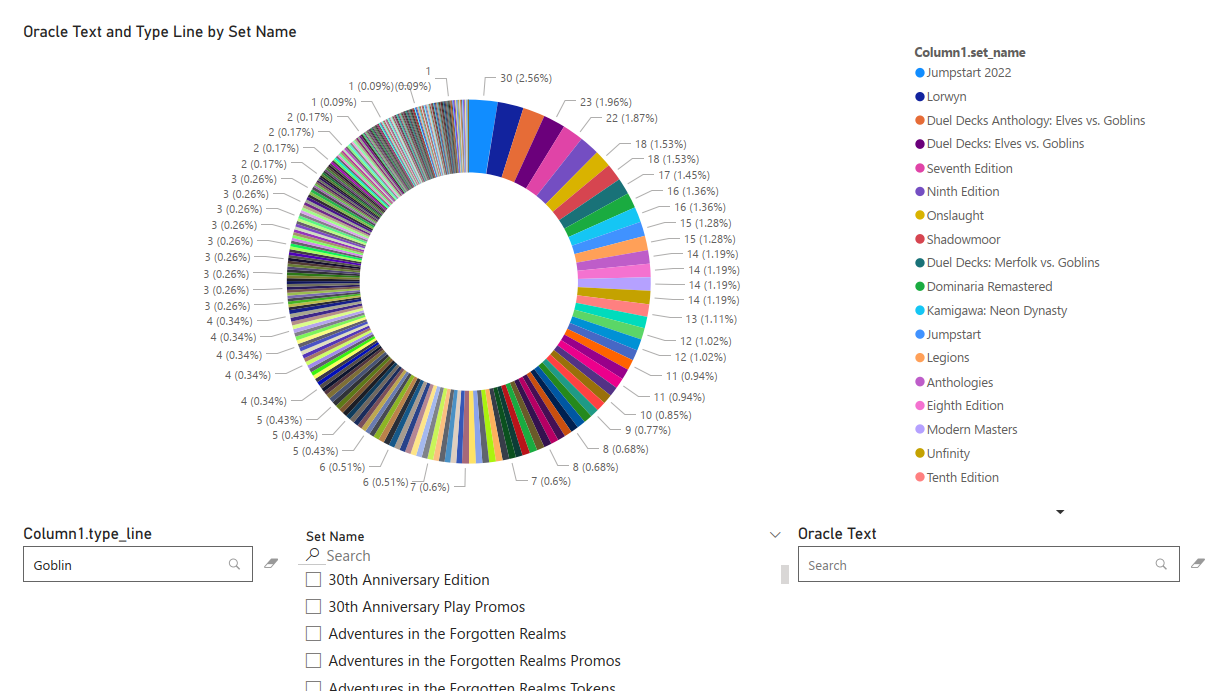 Oracle Text and Type Line by Set Name
30 (2.56%)
23 (1.96%)
22 (1.87%)
18 (1.53%)
18 (1.53%)
17 (1.45%)
16 (1.36%)
16 (1.36%)
15 (1.28%)
15 (1.28%)
14 (1.19%)
14 (1.19%)
14 (1.19%)
14 (1.19%)
13 (1.11%)
12 (1.02%)
12 (1.02%)
11 (0.94%)
11 (0.94%)
10 (0.85%)
9 (0.77%)
8 (0.68%)
8 (0.68%)
7 (0.6%)
7 (0.6%)
6 (0.51%)
6 (0.51%)
5 (0.43%)
5 (0.43%)
5 (0.43%)
4 (0.34%)
4 (0.34%)
4 (0.34%)
4 (0.34%)
4 (0.34%)
3 (0.26%)
3 (0.26%)
3 (0.26%)
3 (0.26%)
3 (0.26%)
3 (0.26%)
3 (0.26%)
3 (0.26%)
3 (0.26%)
2 (0.17%)
2 (0.17%)
2 (0.17%)
1 (0.09%)
1 (0.09%)
1
(0.09%)
Column1.set_name
Jumpstart 2022
Lorwyn
Duel Decks Anthology: Elves vs. Goblins
Duel Decks: Elves vs. Goblins
Seventh Edition
Ninth Edition
Onslaught
Shadowmoor
Duel Decks: Merfolk vs. Goblins
Dominaria Remastered
Kamigawa: Neon Dynasty
Jumpstart
Legions
Anthologies
Eighth Edition
Modern Masters
Unfinity
Tenth Edition
Column1.type_line
Goblin
Set Name
Search
30th Anniversary Edition
30th Anniversary Play Promos
Adventures in the Forgotten Realms
Adventures in the Forgotten Realms Promos
Adventures in the Forgotten Realms Tokens
Oracle Text
Search